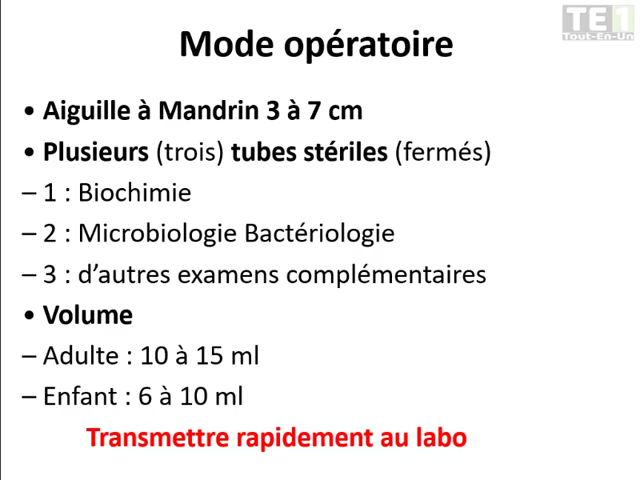 TE1
Tout-En-Un
Mode opératoire
• Aiguille à Mandrin 3 à 7 cm
• Plusieurs (trois) tubes stériles (fermés)
– 1 : Biochimie
– 2 : Microbiologie Bactériologie
– 3 : d’autres examens complémentaires
• Volume
– Adulte : 10 à 15 ml
– Enfant : 6 à 10 ml
Transmettre rapidement au labo